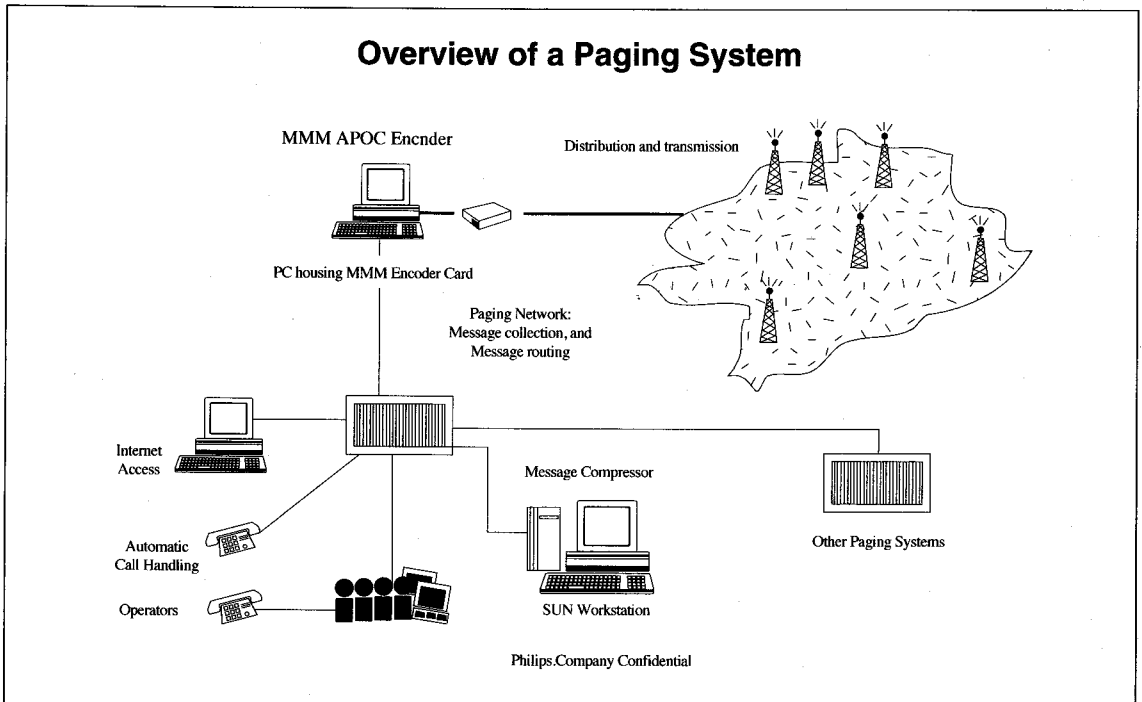 Overview of a Paging System
MMM APOC Encnder
Distribution and transmission
PC housing MMM Encoder Card
Paging Network:
Message collection, and
Message routing
Internet
Access
Message Compressor
Automatic
Call Handling
Other Paging Systems
Operators
SUN Workstation
Philips.Company Confidential